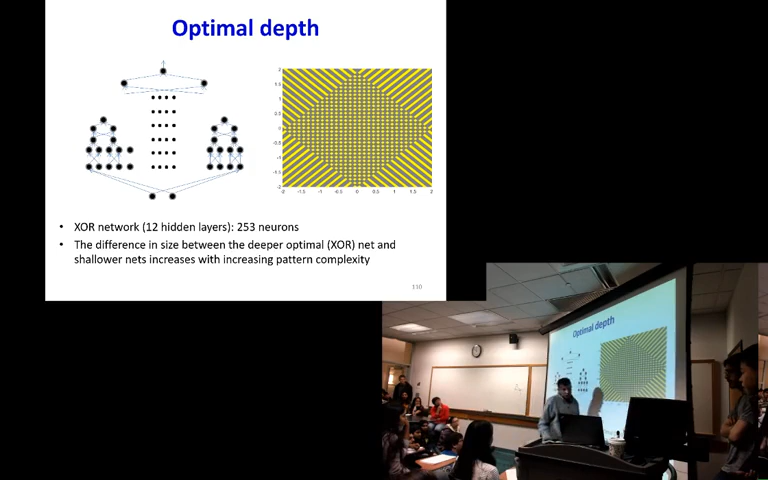 Optimal depth
2
1.5
1
0.5
0
-0.5
-1
-1.5
-2
-2 -1.5 -1 -0.5 0 0.5 1 1.5 2
• XOR network (12 hidden layers): 253 neurons
• The difference in size between the deeper optimal (XOR) net and
shallower nets increases with increasing pattern complexity
110
Optimal depth